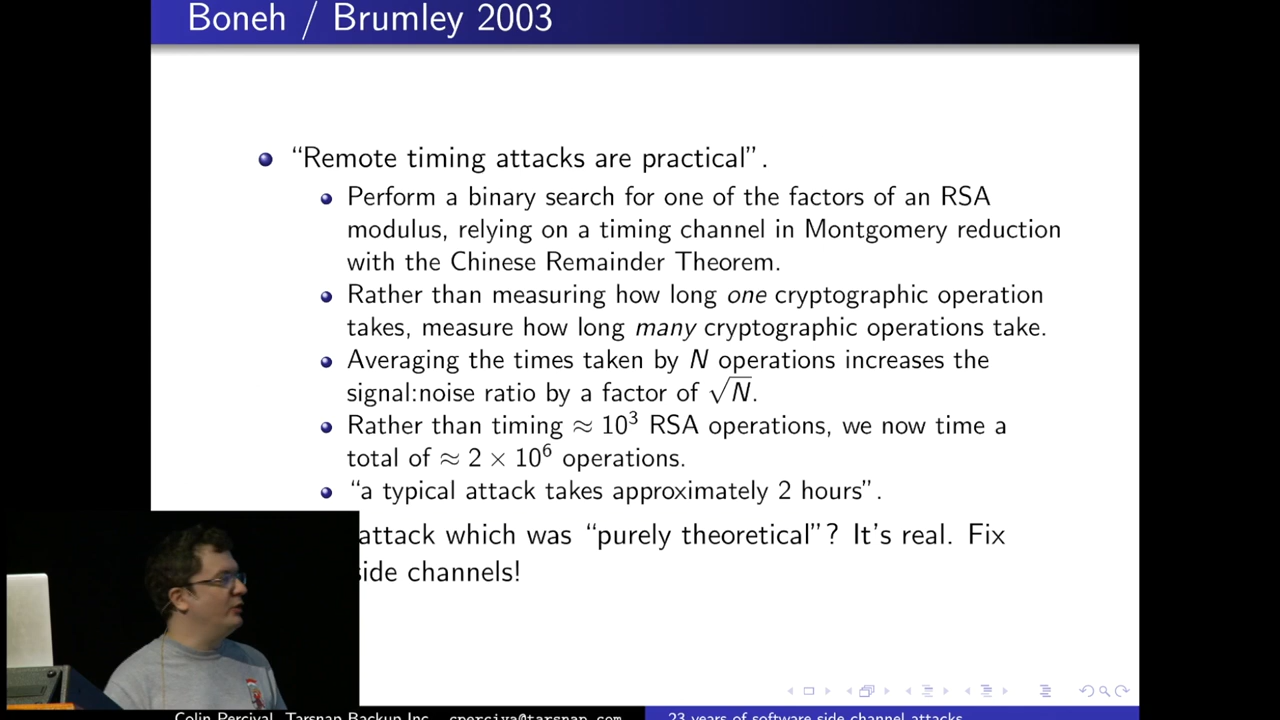 Boneh / Brumley 2003
“Remote timing attacks are practical”.
Perform a binary search for one of the factors of an RSA
modulus, relying on a timing channel in Montgomery reduction
with the Chinese Remainder Theorem.
Rather than measuring how long one cryptographic operation
takes, measure how long many cryptographic operations take.
Averaging the times taken by N operations increases the
signal:noise ratio by a factor of √N.
Rather than timing ≈ 10³ RSA operations, we now time a
total of ≈ 2 × 10⁶ operations.
“a typical attack takes approximately 2 hours”.
attack which was “purely theoretical”? It's real. Fix
side channels!
Colin Percival, Tarsnap Backup Inc. cperciva@tarsnap.com
23 years of software side channel attacks